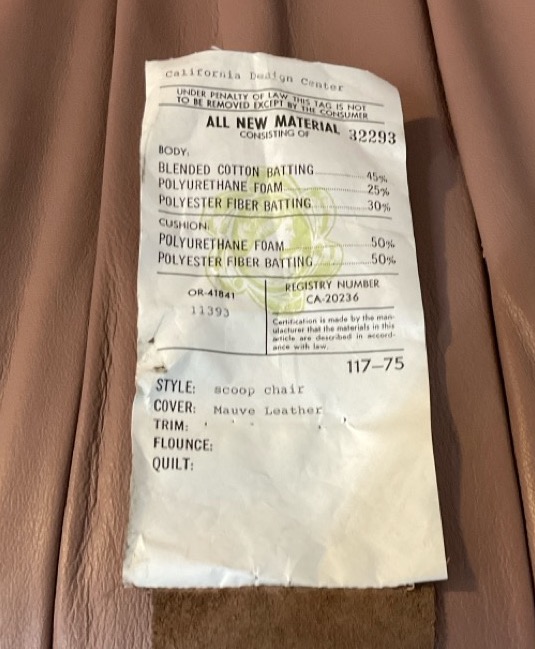 California Design Center
UNDER PENALTY OF LAW THIS TAG IS NOT
TO BE REMOVED EXCEPT BY THE CONSUMER
ALL NEW MATERIAL
CONSISTING OF 32293
BODY:
BLENDED COTTON BATTING 45%
POLYURETHANE FOAM 25%
POLYESTER FIBER BATTING 30%
CUSHION:
POLYURETHANE FOAM 50%
POLYESTER FIBER BATTING 50%
OR-41841
11393
REGISTRY NUMBER
CA-20236
Certification is made by the man-
ufacturer that the materials in this
article are described in accord-
ance with law.
117-75
STYLE: scoop chair
COVER: Mauve Leather
TRIM:
FLOUNCE:
QUILT: